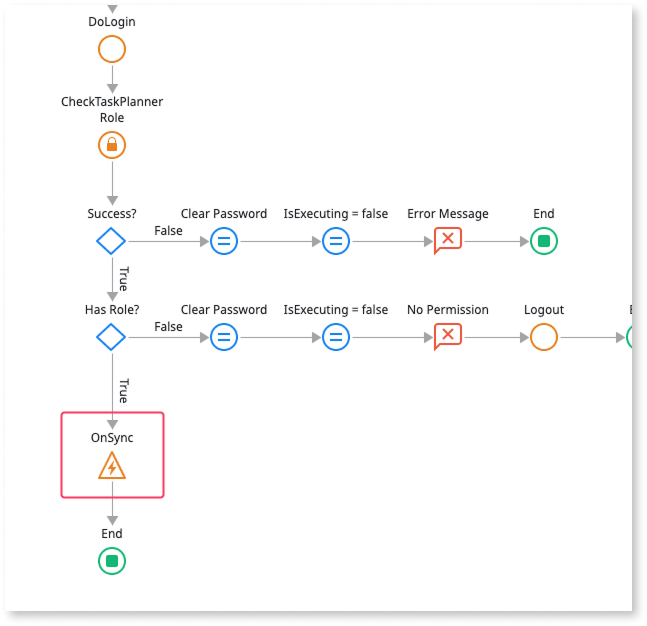 DoLogin
CheckTaskPlanner
Role
Success?
False
Clear Password
IsExecuting = false
Error Message
End
True
Has Role?
False
Clear Password
IsExecuting = false
No Permission
Logout
True
OnSync
End